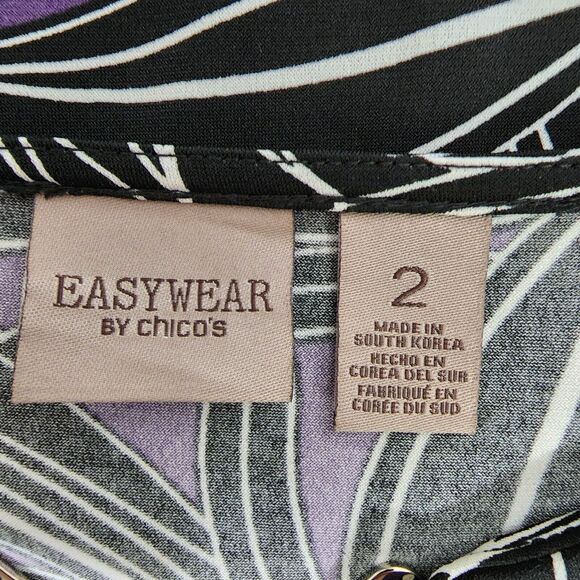 EASYWEAR
BY chico's
2
MADE IN
SOUTH KOREA
HECHO EN
COREA DEL SUR
FABRIQUÉ EN
CORÉE DU SUD